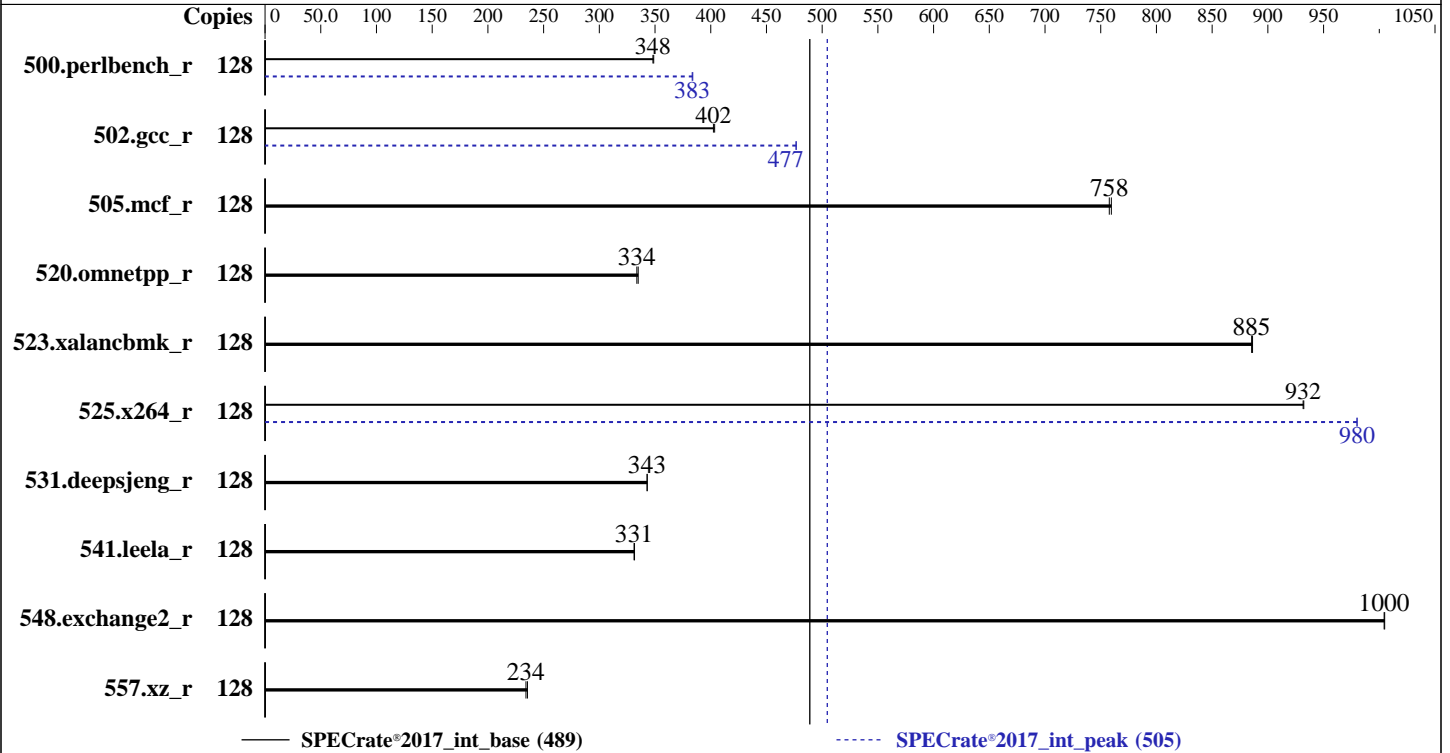 Copies 0 50.0 100 150 200 250 300 350 400 450 500 550 600 650 700 750 800 850 900 950 1050
500.perlbench_r 128 348
383
502.gcc_r 128 402
477
505.mcf_r 128 758
520.omnetpp_r 128 334
523.xalancbmk_r 128 885
525.x264_r 128 932
980
531.deepsjeng_r 128 343
541.leela_r 128 331
548.exchange2_r 128 1000
557.xz_r 128 234
SPECrate®2017_int_base (489) SPECrate®2017_int_peak (505)